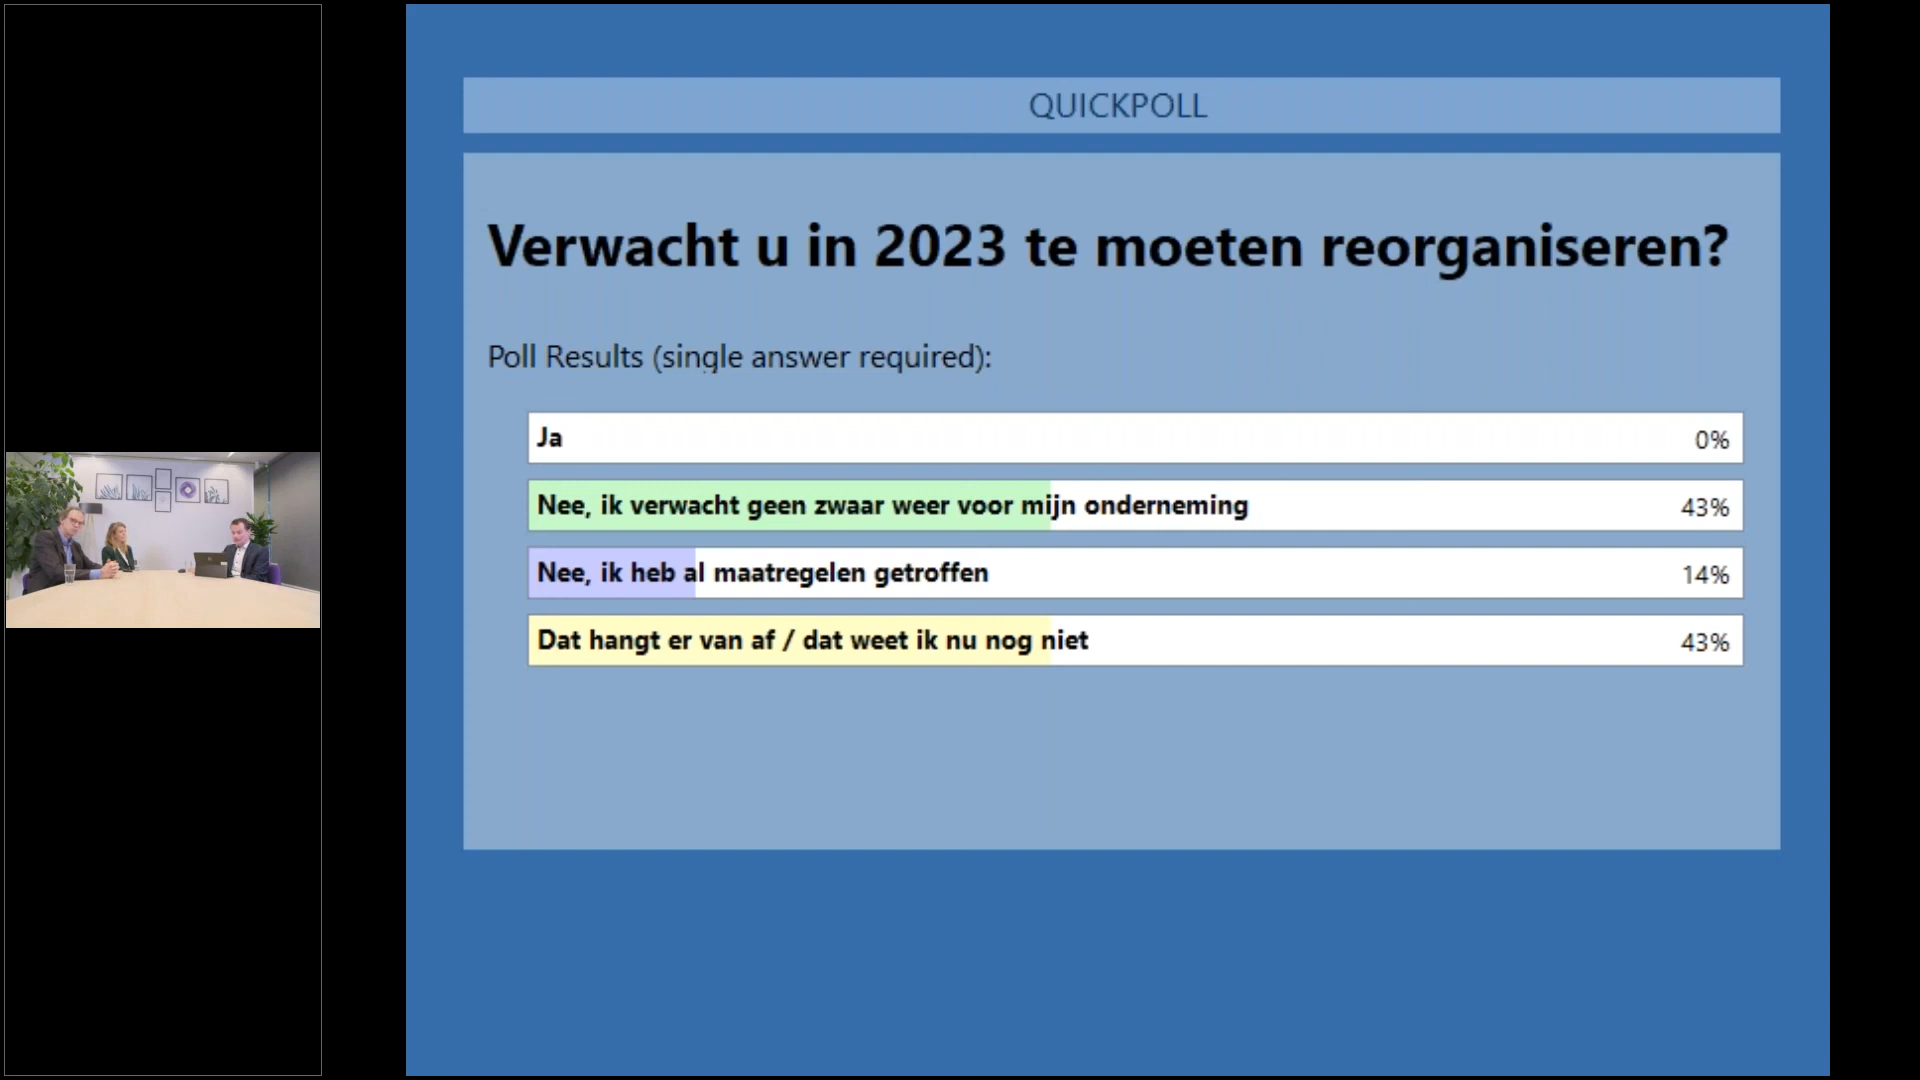 QUICKPOLL
Verwacht u in 2023 te moeten reorganiseren?
Poll Results (single answer required):
Ja 0%
Nee, ik verwacht geen zwaar weer voor mijn onderneming 43%
Nee, ik heb al maatregelen getroffen 14%
Dat hangt er van af / dat weet ik nu nog niet 43%